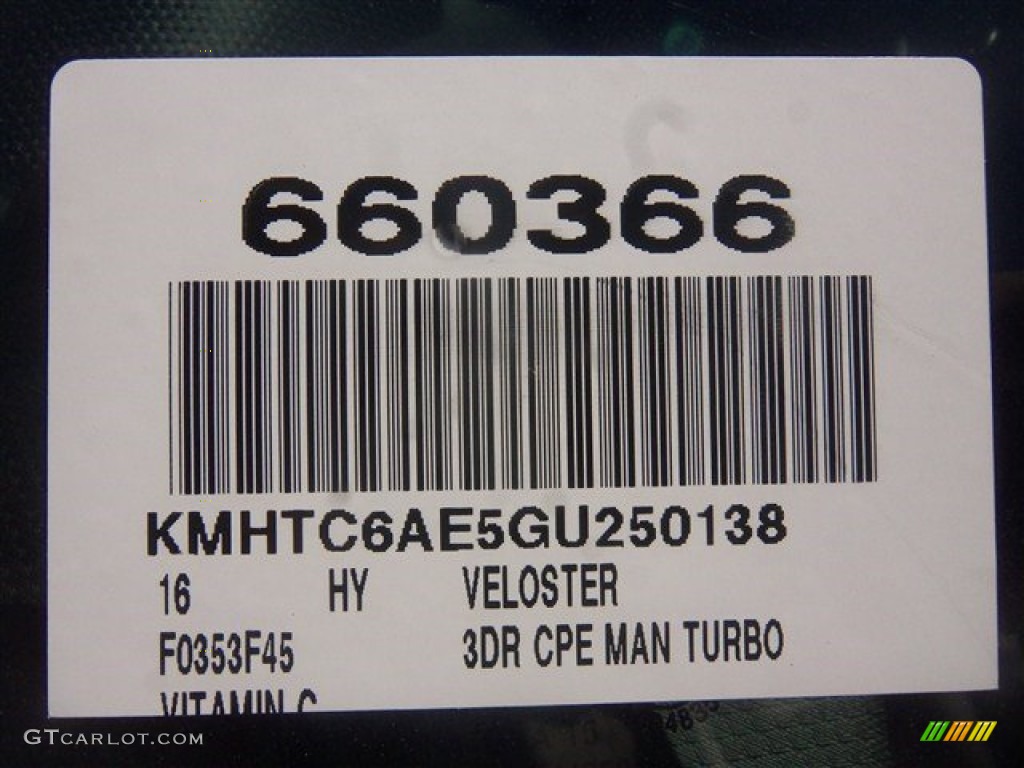 660366
KMHTC6AE5GU250138
16 HY VELOSTER
F0353F45 3DR CPE MAN TURBO
VITAMIN C
GTCARLOT.COM